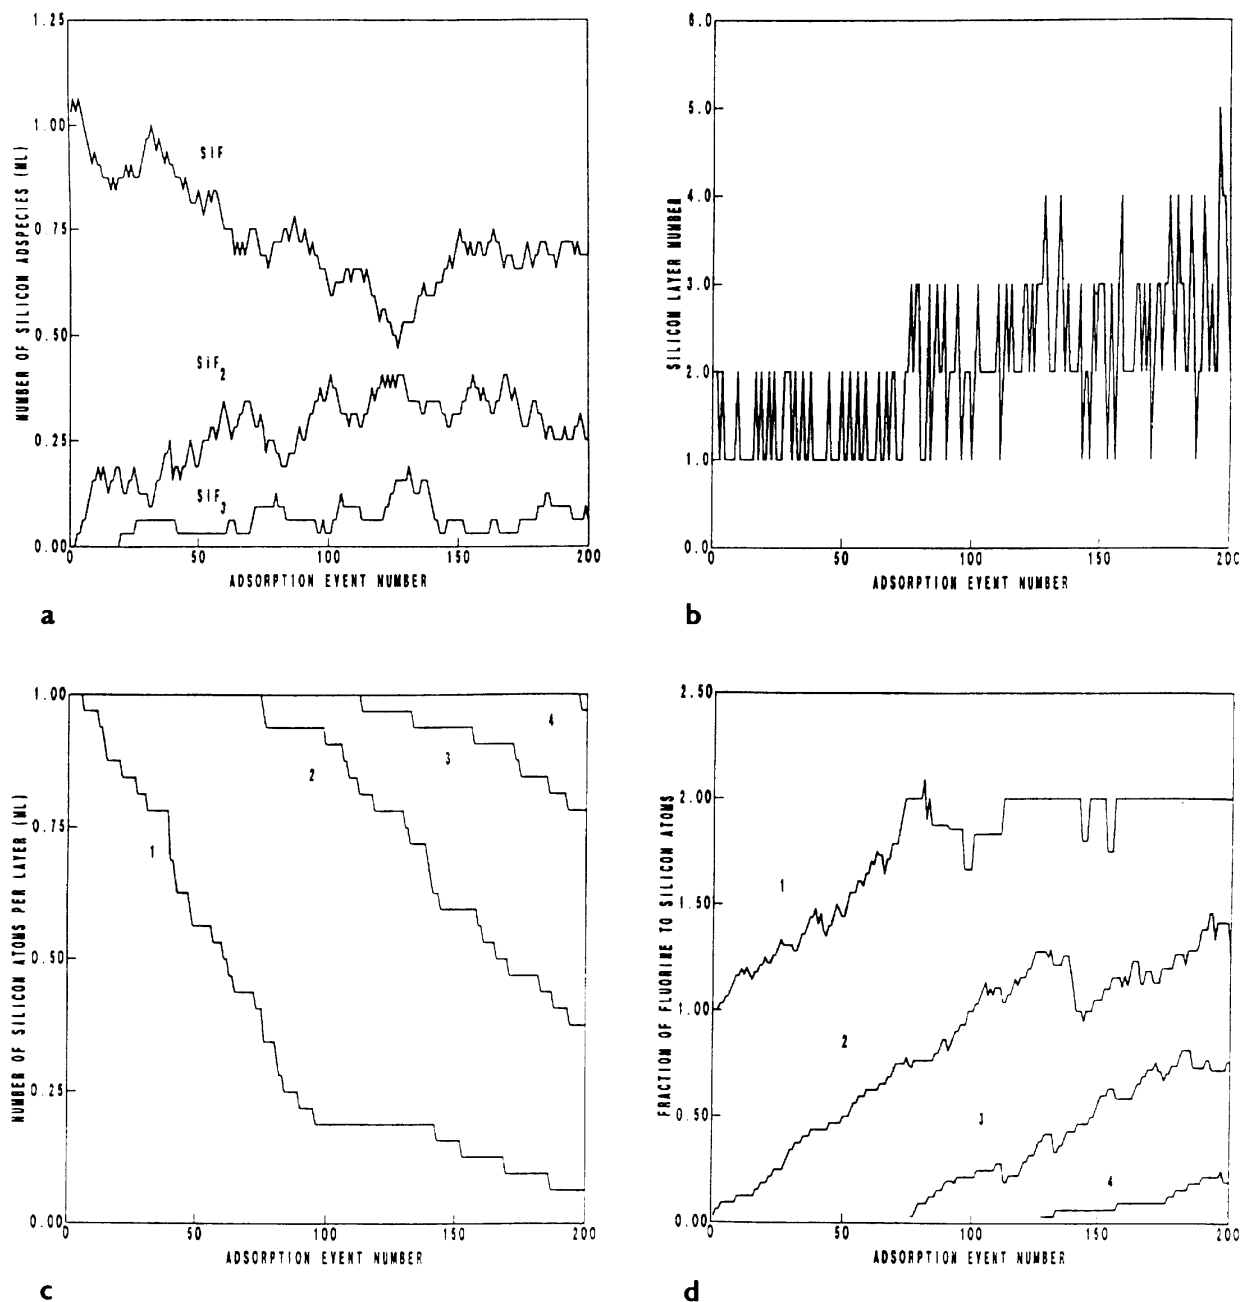 1.25
1.00
0.75
0.50
0.25
0.00
NUMBER OF SILICON ADSPECIES (ML)
SiF
SiF2
SiF3
0 50 100 150 200
ADSORPTION EVENT NUMBER
a
6.0
5.0
4.0
3.0
2.0
1.0
0.0
SILICON LAYER NUMBER
0 50 100 150 200
ADSORPTION EVENT NUMBER
b
1.00
0.75
0.50
0.25
0.00
NUMBER OF SILICON ATOMS PER LAYER (ML)
1
2
3
4
0 50 100 150 200
ADSORPTION EVENT NUMBER
c
2.50
2.00
1.50
1.00
0.50
0.00
FRACTION OF FLUORINE TO SILICON ATOMS
1
2
3
4
0 50 100 150 200
ADSORPTION EVENT NUMBER
d